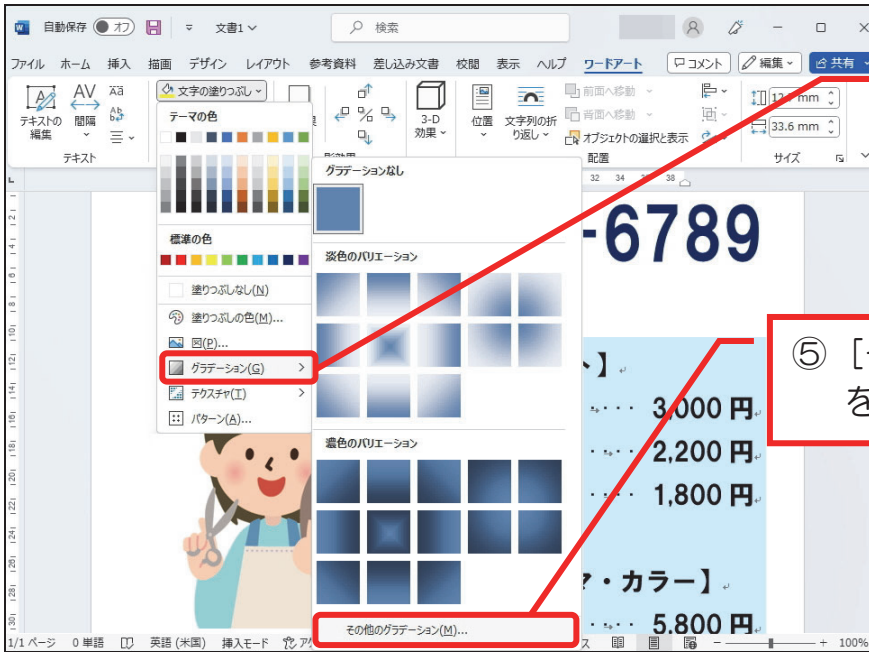 自動保存 オフ 文書1 検索
ファイル ホーム 挿入 描画 デザイン レイアウト 参考資料 差し込み文書 校閲 表示 ヘルプ ワードアート コメント 編集 共有
テキストの編集 間隔 文字の塗りつぶし 3-D効果 位置 文字列の折り返し 前面へ移動 背面へ移動 オブジェクトの選択と表示 33.6 mm
テキスト 配置 サイズ
テーマの色
標準の色
塗りつぶしなし(N)
塗りつぶしの色(M)...
図(P)...
グラデーション(G)
テクスチャ(T)
パターン(A)...
グラデーションなし
淡色のバリエーション
濃色のバリエーション
その他のグラデーション(M)...
32 34 38
-6789
】
3,000 円
2,200 円
1,800 円
・カラー】
5,800 円
⑤ [
を
1/1 ページ 0 単語 英語 (米国) 挿入モード 100%